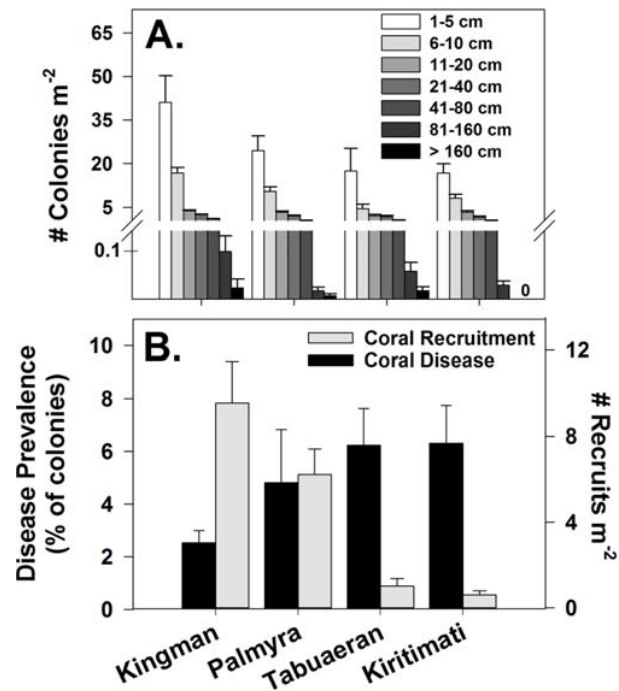 A.
# Colonies m-2
65
50
35
20
5
0.1
1-5 cm
6-10 cm
11-20 cm
21-40 cm
41-80 cm
81-160 cm
> 160 cm
0
B.
Disease Prevalence
(% of colonies)
10
8
6
4
2
0
Coral Recruitment
Coral Disease
12
8
4
0
# Recruits m-2
Kingman
Palmyra
Tabuaeran
Kiritimati